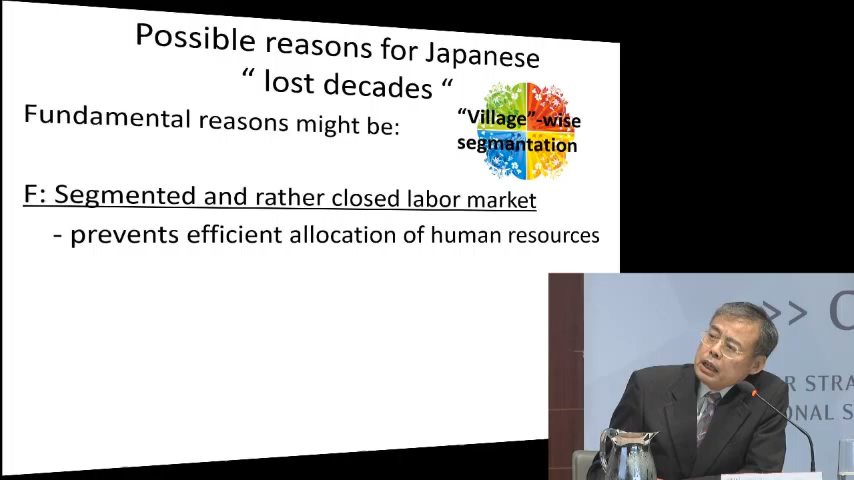 Possible reasons for Japanese
“ lost decades “
Fundamental reasons might be:
“Village”-wise
segmantation
F: Segmented and rather closed labor market
- prevents efficient allocation of human resources
>> C
R STRA
ONAL S